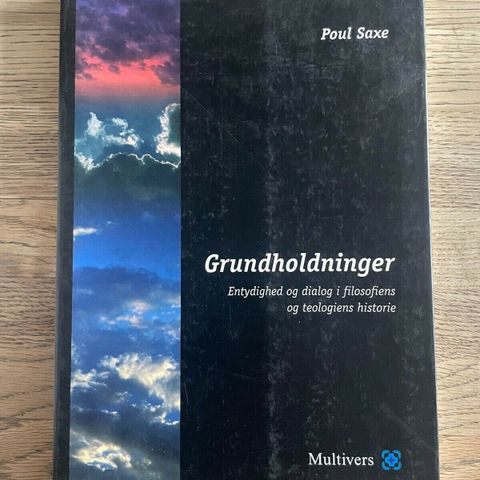 Poul Saxe
Grundholdninger
Entydighed og dialog i filosofiens
og teologiens historie
Multivers